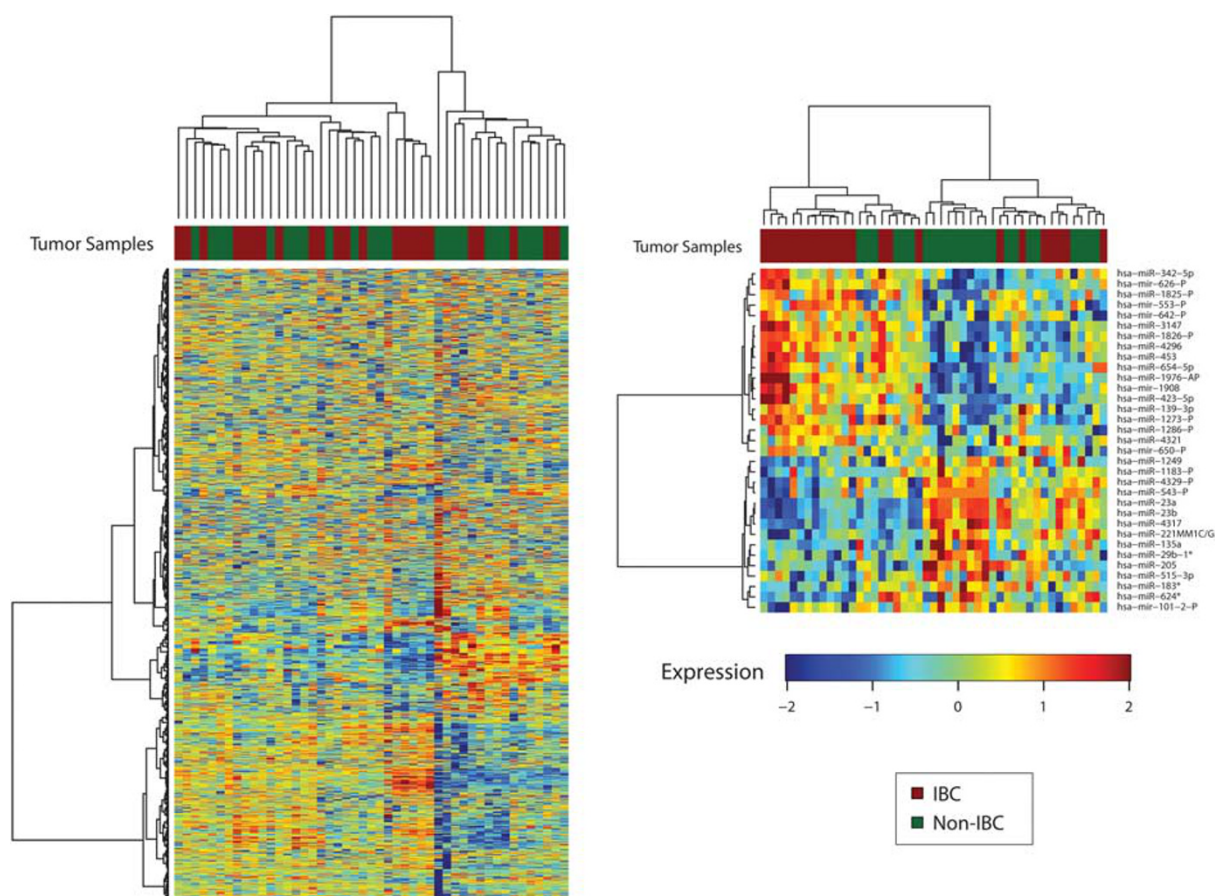 Tumor Samples
Tumor Samples
hsa−miR−342−5p
hsa−mir−626−P
hsa−miR−1825−P
hsa−mir−553−P
hsa−mir−642−P
hsa−miR−3147
hsa−miR−1826−P
hsa−miR−4296
hsa−miR−453
hsa−miR−654−5p
hsa−miR−1976−AP
hsa−mir−1908
hsa−miR−423−5p
hsa−miR−139−3p
hsa−miR−1273−P
hsa−miR−1286−P
hsa−miR−4321
hsa−mir−650−P
hsa−miR−1249
hsa−miR−1183−P
hsa−miR−4329−P
hsa−miR−543−P
hsa−miR−23a
hsa−miR−23b
hsa−miR−4317
hsa−miR−221MM1C/G
hsa−miR−135a
hsa−miR−29b−1*
hsa−miR−205
hsa−miR−515−3p
hsa−miR−183*
hsa−miR−624*
hsa−mir−101−2−P
Expression
−2 −1 0 1 2
IBC
Non-IBC